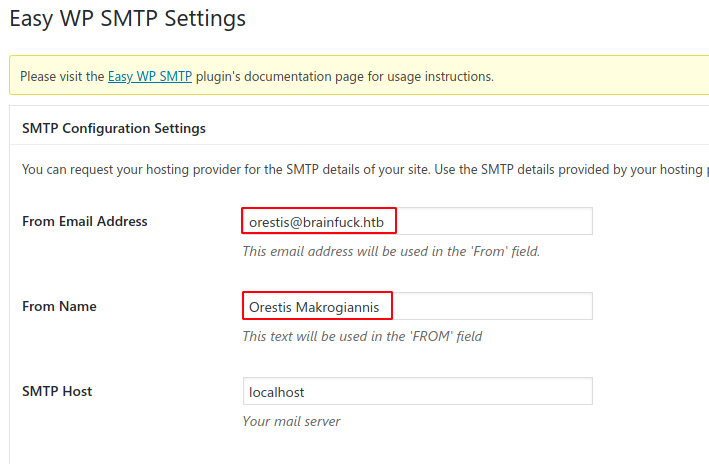 Easy WP SMTP Settings
Please visit the Easy WP SMTP plugin's documentation page for usage instructions.
SMTP Configuration Settings
You can request your hosting provider for the SMTP details of your site. Use the SMTP details provided by your hosting
From Email Address
orestis@brainfuck.htb
This email address will be used in the 'From' field.
From Name
Orestis Makrogiannis
This text will be used in the 'FROM' field
SMTP Host
localhost
Your mail server